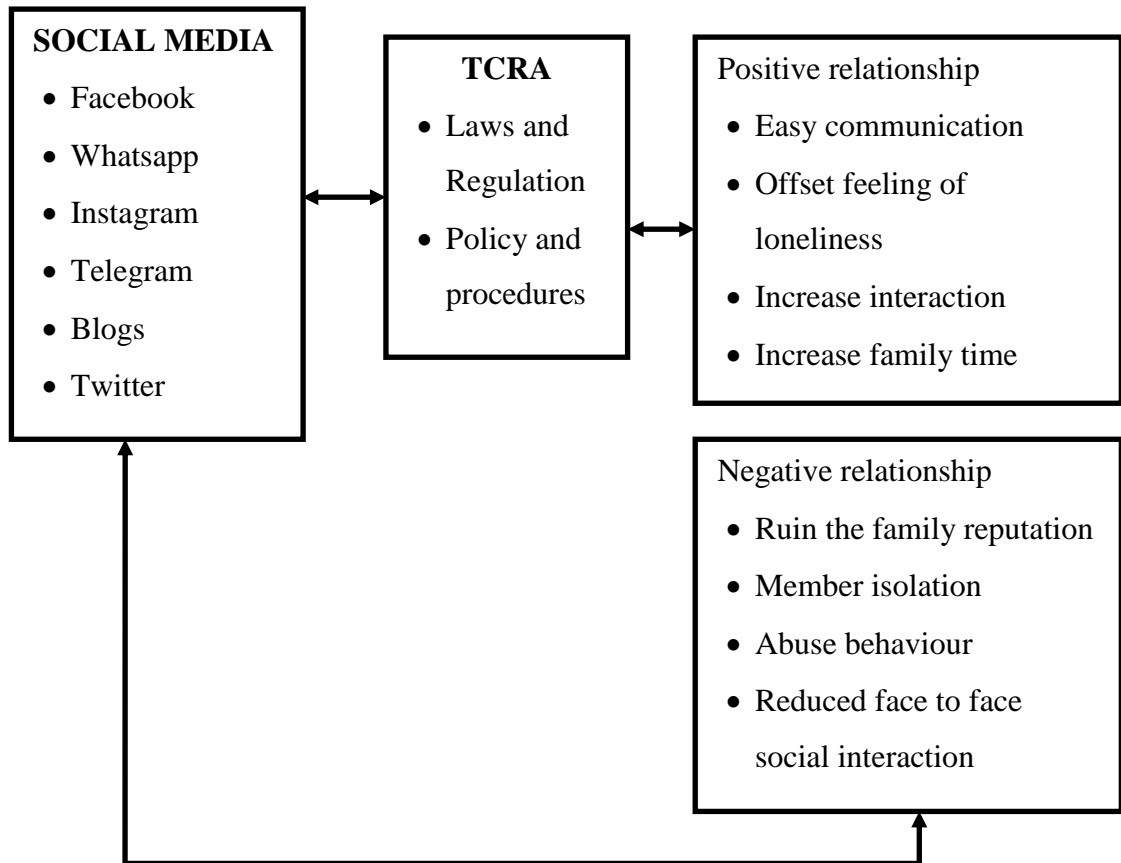 SOCIAL MEDIA
• Facebook
• Whatsapp
• Instagram
• Telegram
• Blogs
• Twitter
TCRA
• Laws and
Regulation
• Policy and
procedures
Positive relationship
• Easy communication
• Offset feeling of
loneliness
• Increase interaction
• Increase family time
Negative relationship
• Ruin the family reputation
• Member isolation
• Abuse behaviour
• Reduced face to face
social interaction